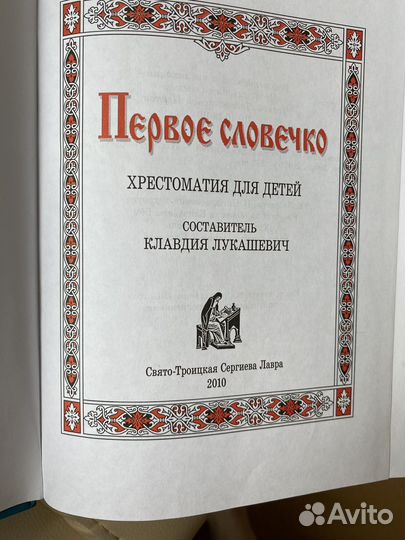 Первое словечко
ХРЕСТОМАТИЯ ДЛЯ ДЕТЕЙ
СОСТАВИТЕЛЬ
КЛАВДИЯ ЛУКАШЕВИЧ
Свято-Троицкая Сергиева Лавра
2010
Avito